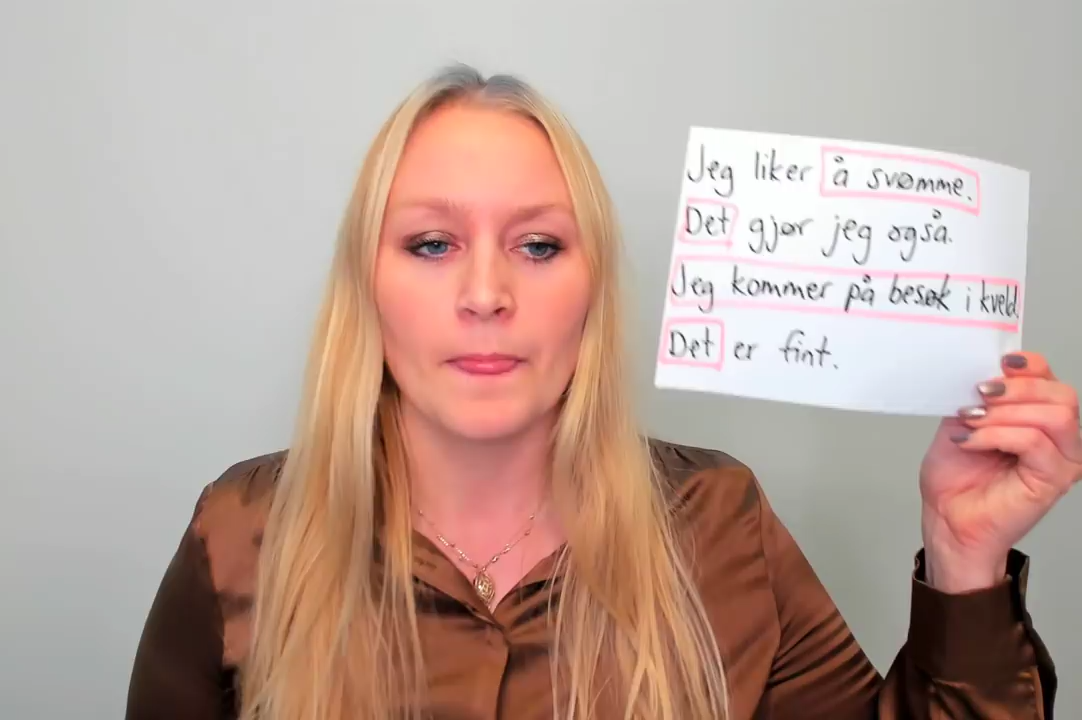 Jeg liker å svømme.
Det gjør jeg også.
Jeg kommer på besøk i kveld.
Det er fint.